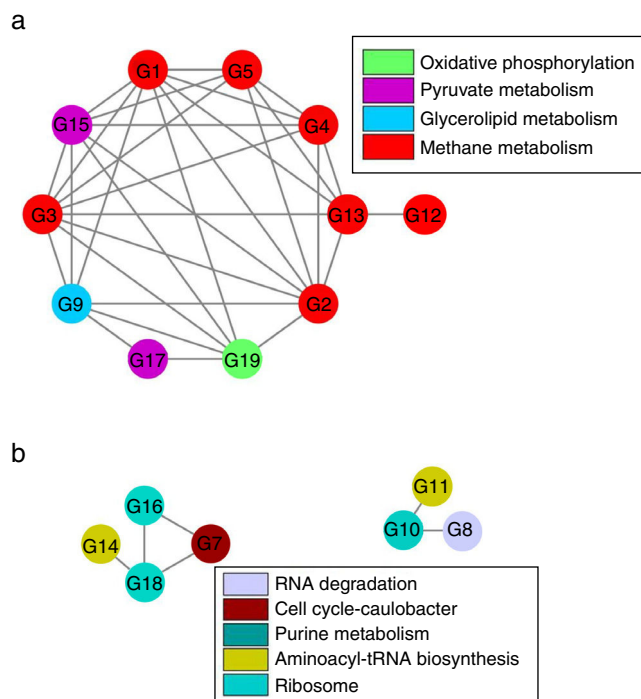 a
G1
G5
G15
G4
G3
G13
G12
G9
G2
G17
G19
Oxidative phosphorylation
Pyruvate metabolism
Glycerolipid metabolism
Methane metabolism
b
G16
G14
G7
G18
G11
G10
G8
RNA degradation
Cell cycle-caulobacter
Purine metabolism
Aminoacyl-tRNA biosynthesis
Ribosome